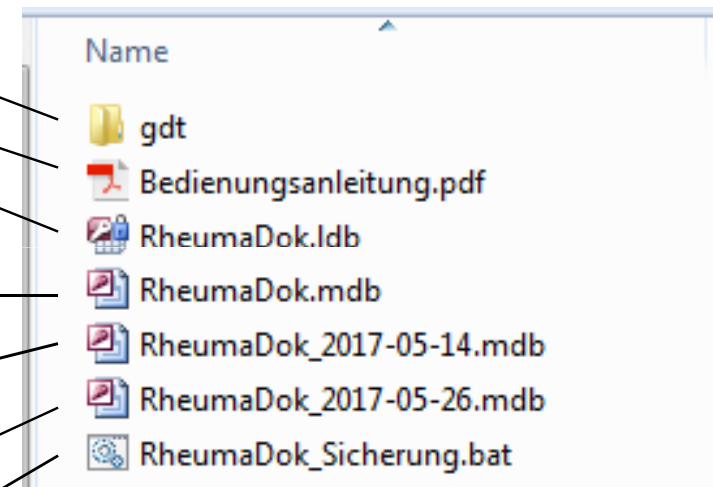 Name
gdt
Bedienungsanleitung.pdf
RheumaDok.ldb
RheumaDok.mdb
RheumaDok_2017-05-14.mdb
RheumaDok_2017-05-26.mdb
RheumaDok_Sicherung.bat